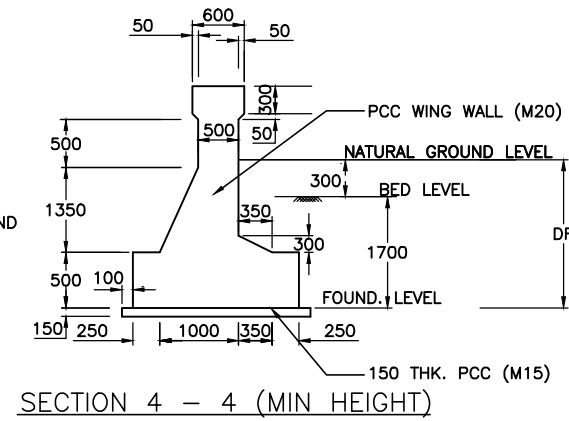 600
50
50
300
PCC WING WALL (M20)
500
50
500
NATURAL GROUND LEVEL
300
BED LEVEL
1350
350
ND
300
1700
DF
100
500
FOUND. LEVEL
150
250
1000
350
250
150 THK. PCC (M15)
SECTION 4 - 4 (MIN HEIGHT)